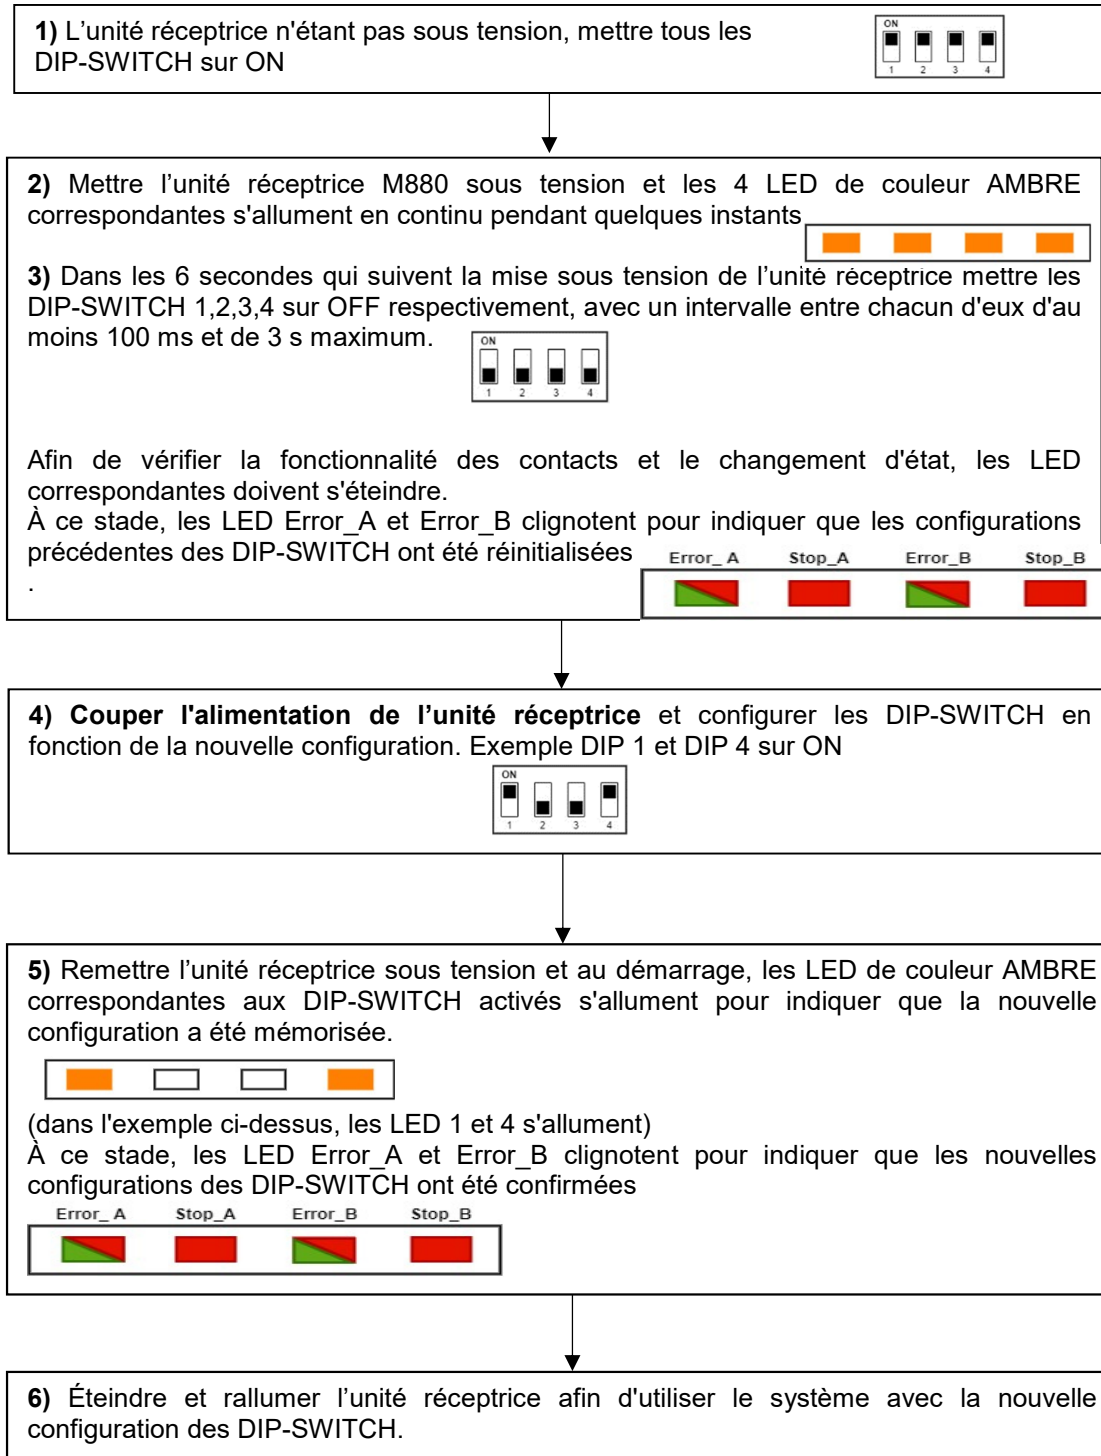 1) L'unité réceptrice n'étant pas sous tension, mettre tous les
DIP-SWITCH sur ON
ON
1 2 3 4
2) Mettre l'unité réceptrice M880 sous tension et les 4 LED de couleur AMBRE
correspondantes s'allument en continu pendant quelques instants
3) Dans les 6 secondes qui suivent la mise sous tension de l'unité réceptrice mettre les
DIP-SWITCH 1,2,3,4 sur OFF respectivement, avec un intervalle entre chacun d'eux d'au
moins 100 ms et de 3 s maximum.
ON
1 2 3 4
Afin de vérifier la fonctionnalité des contacts et le changement d'état, les LED
correspondantes doivent s'éteindre.
À ce stade, les LED Error_A et Error_B clignotent pour indiquer que les configurations
précédentes des DIP-SWITCH ont été réinitialisées
.
Error_ A Stop_A Error_B Stop_B
4) Couper l'alimentation de l'unité réceptrice et configurer les DIP-SWITCH en
fonction de la nouvelle configuration. Exemple DIP 1 et DIP 4 sur ON
ON
1 2 3 4
5) Remettre l'unité réceptrice sous tension et au démarrage, les LED de couleur AMBRE
correspondantes aux DIP-SWITCH activés s'allument pour indiquer que la nouvelle
configuration a été mémorisée.
(dans l'exemple ci-dessus, les LED 1 et 4 s'allument)
À ce stade, les LED Error_A et Error_B clignotent pour indiquer que les nouvelles
configurations des DIP-SWITCH ont été confirmées
Error_ A Stop_A Error_B Stop_B
6) Éteindre et rallumer l'unité réceptrice afin d'utiliser le système avec la nouvelle
configuration des DIP-SWITCH.